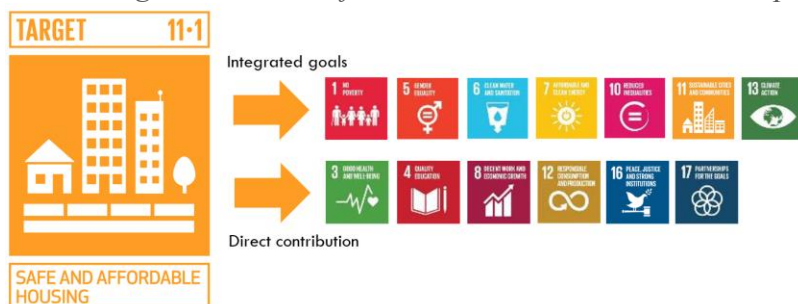 TARGET 11·1
Integrated goals
1 NO POVERTY
5 GENDER EQUALITY
6 CLEAN WATER AND SANITATION
7 AFFORDABLE AND CLEAN ENERGY
10 REDUCED INEQUALITIES
11 SUSTAINABLE CITIES AND COMMUNITIES
13 CLIMATE ACTION
3 GOOD HEALTH AND WELL-BEING
4 QUALITY EDUCATION
8 DECENT WORK AND ECONOMIC GROWTH
12 RESPONSIBLE CONSUMPTION AND PRODUCTION
16 PEACE, JUSTICE AND STRONG INSTITUTIONS
17 PARTNERSHIPS FOR THE GOALS
Direct contribution
SAFE AND AFFORDABLE
HOUSING